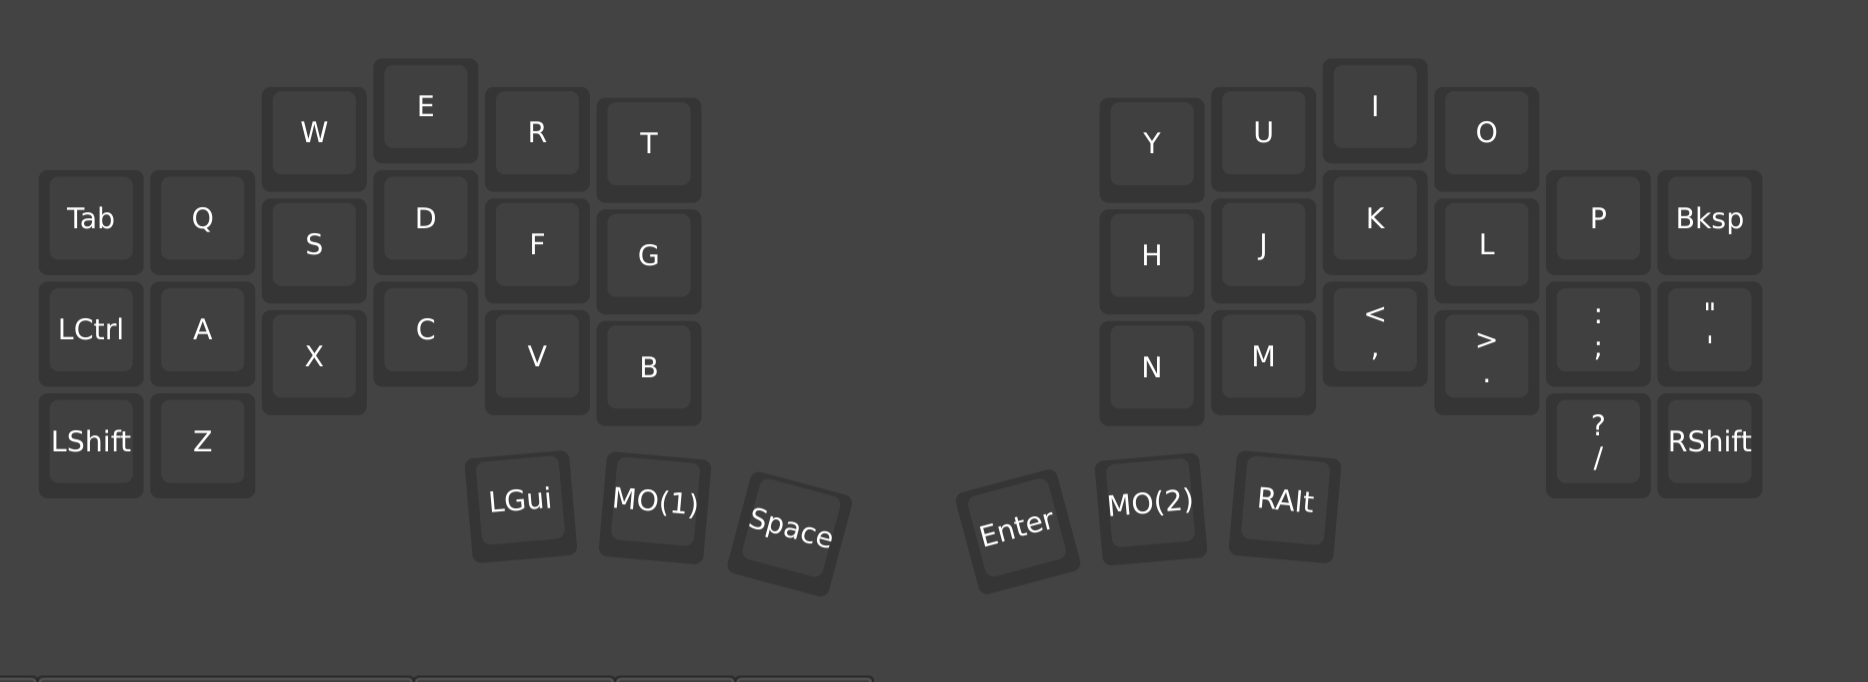 Tab Q W E R T
LCtrl A S D F G
LShift Z X C V B
LGui MO(1) Space
Y U I O P Bksp
H J K L : ; " '
N M < , > . ? / RShift
Enter MO(2) RAlt